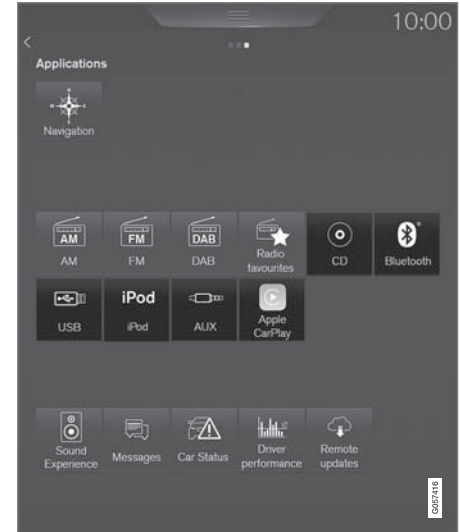 10:00
Applications
Navigation
AM
FM
DAB
AM
FM
DAB
Radio
favourites
CD
Bluetooth
iPod
USB
iPod
AUX
Apple
CarPlay
Sound
Experience
Messages
Car Status
Driver
performance
Remote
updates
G057416